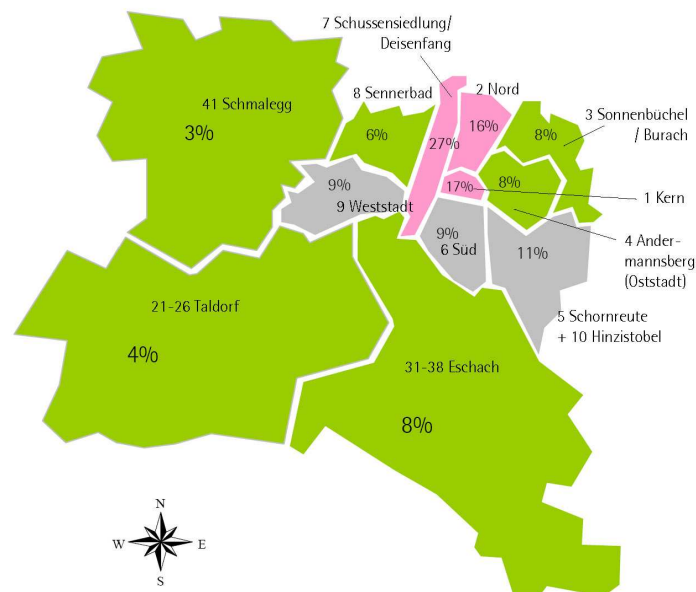 7 Schussensiedlung/
Deisenfang
8 Sennerbad
2 Nord
41 Schmalegg
3%
6%
27%
16%
8%
3 Sonnenbüchel
/ Burach
9%
9 Weststadt
17%
8%
1 Kern
9%
6 Süd
11%
4 Ander-
mannsberg
(Oststadt)
21-26 Taldorf
4%
5 Schornreute
+ 10 Hinzistobel
31-38 Eschach
8%
N
W
E
S